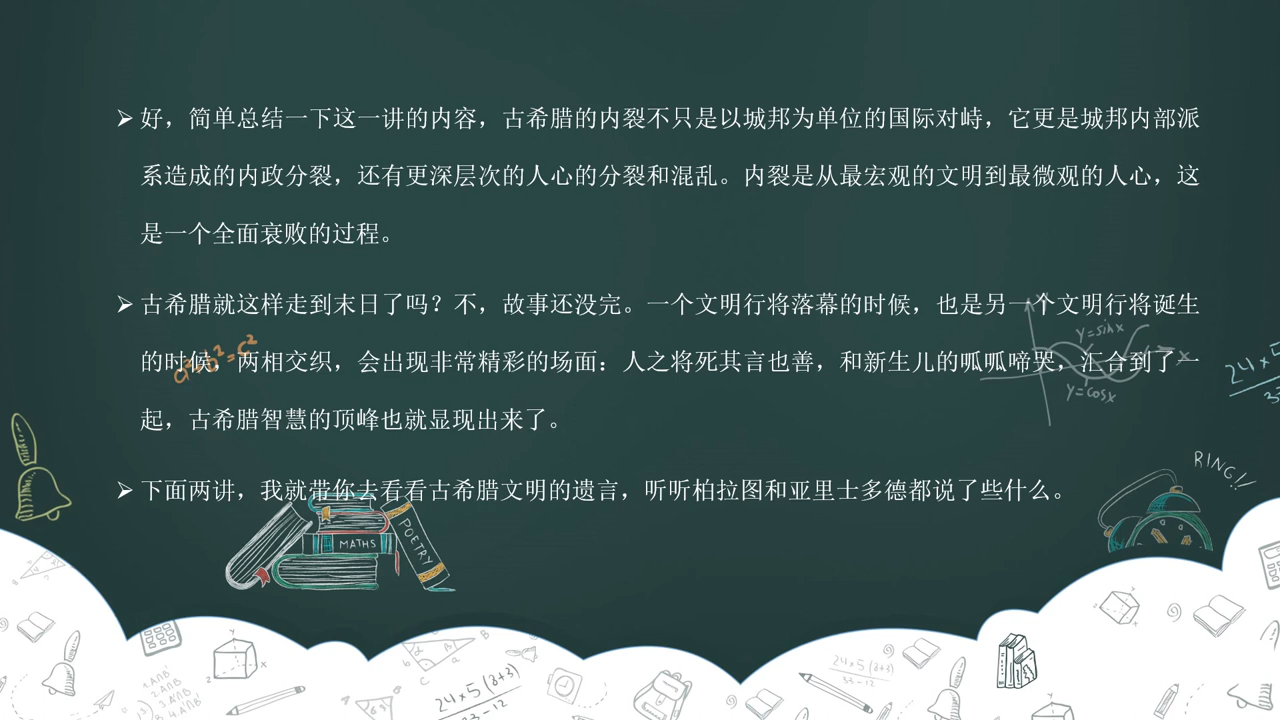 ➢ 好，简单总结一下这一讲的内容，古希腊的内裂不只是以城邦为单位的国际对峙，它更是城邦内部派
系造成的内政分裂，还有更深层次的人心的分裂和混乱。内裂是从最宏观的文明到最微观的人心，这
是一个全面衰败的过程。
➢ 古希腊就这样走到末日了吗？不，故事还没完。一个文明行将落幕的时候，也是另一个文明行将诞生
的时候，两相交织，会出现非常精彩的场面：人之将死其言也善，和新生儿的呱呱啼哭，汇合到了一
起，古希腊智慧的顶峰也就显现出来了。
➢ 下面两讲，我就带你去看看古希腊文明的遗言，听听柏拉图和亚里士多德都说了些什么。
y=sinx
y=cosx
RING!!
MATHS
POETRY
24×5(3+3)
33-12